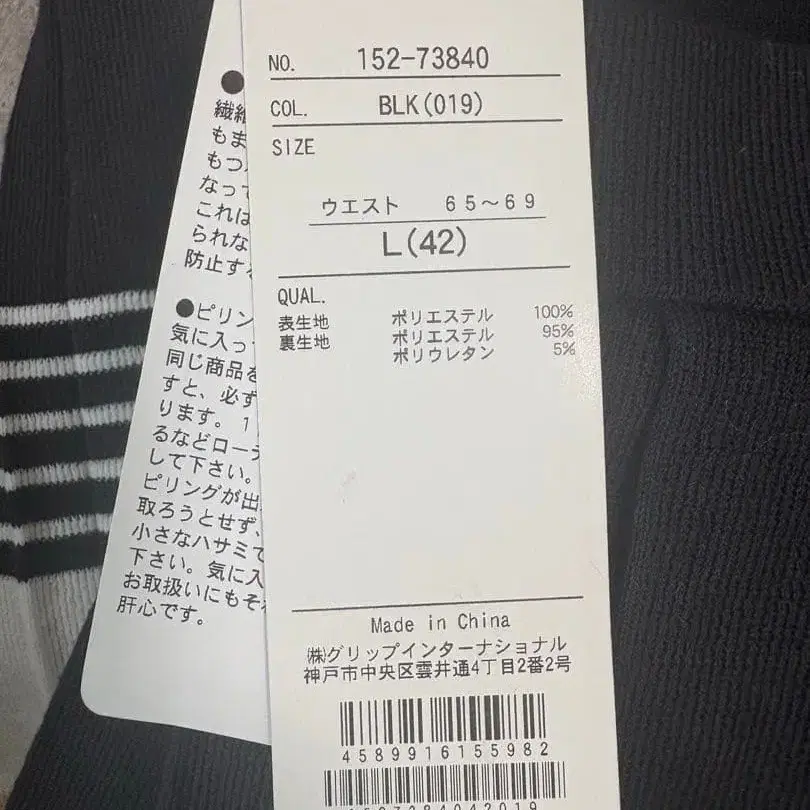 NO. 152-73840
COL. BLK(019)
SIZE
ウエスト 65～69
L(42)
QUAL.
表生地 ポリエステル 100%
裏生地 ポリエステル 95%
ポリウレタン 5%
Made in China
㈱グリップインターナショナル
神戸市中央区雲井通4丁目2番2号
4589916155982
●
繊維
もま
もつ
なって
これは
られな
防止す
●ピリン
気に入っ
同じ商品を
すと、必ず
ります。1
るなどローテ
して下さい。
ピリングが出
取ろうとせず、
小さなハサミで
下さい。気に入
お取扱いにもそ
肝心です。